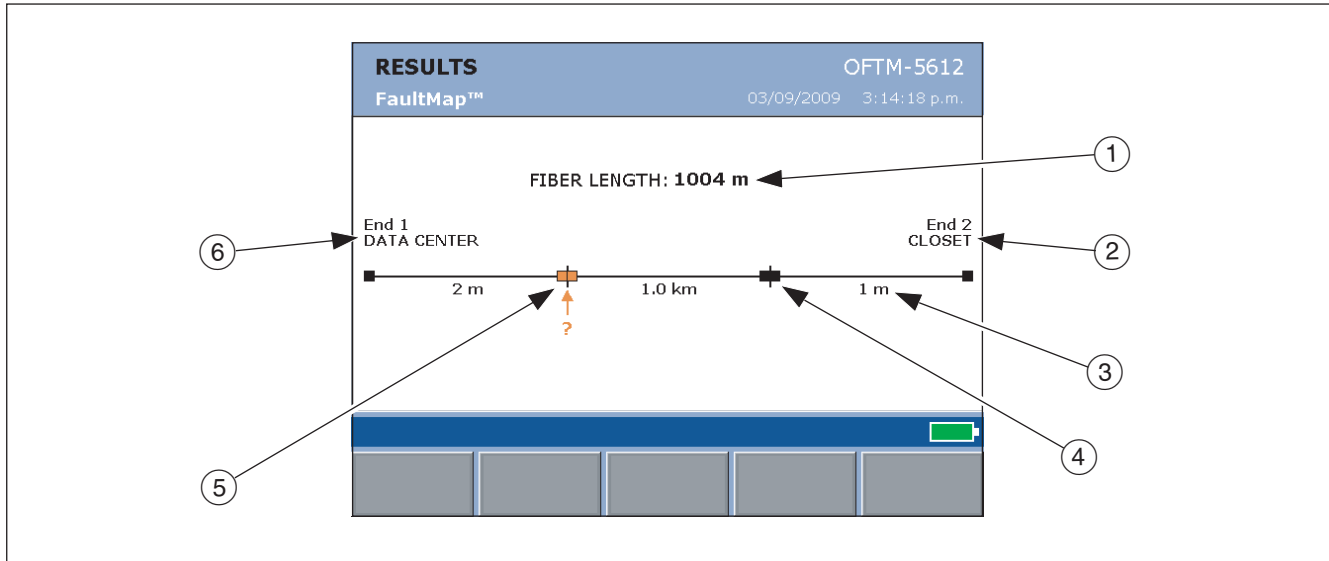 RESULTS
OFTM-5612
FaultMap™
03/09/2009 3:14:18 p.m.
1
FIBER LENGTH: 1004 m
End 1
DATA CENTER
End 2
CLOSET
6
2
2 m
1.0 km
1 m
?
3
4
5